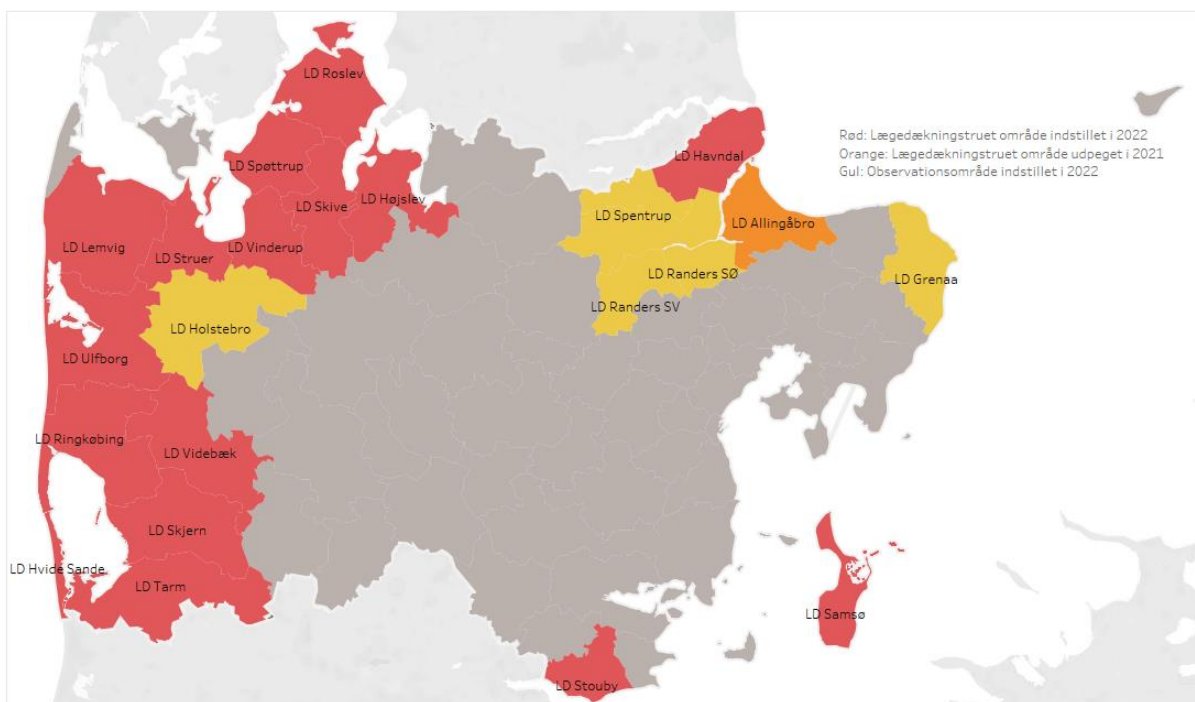 LD Roslev
Rød: Lægedækningstruet område indstillet i 2022
Orange: Lægedækningstruet område udpeget i 2021
Gul: Observationsområde indstillet i 2022
LD Havndal
LD Spøttrup
LD Skive
LD Højslev
LD Spentrup
LD Allingåbro
LD Lemvig
LD Struer
LD Vinderup
LD Randers SØ
LD Grenaa
LD Randers SV
LD Holstebro
LD Ulfborg
LD Ringkøbing
LD Videbæk
LD Skjern
LD Hvide Sande
LD Tarm
LD Samsø
LD Stouby